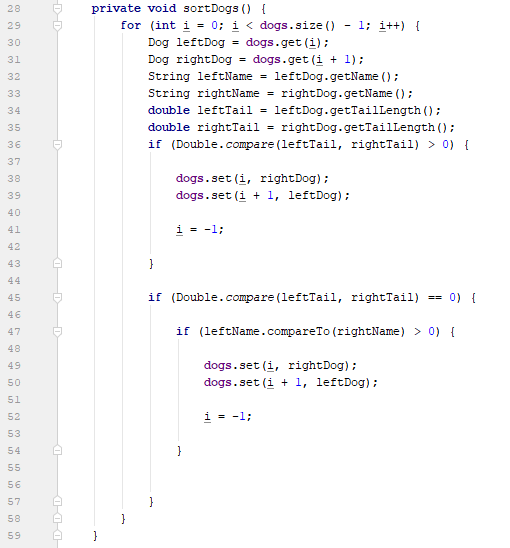 28 private void sortDogs() {
29 for (int i = 0; i < dogs.size() - 1; i++) {
30 Dog leftDog = dogs.get(i);
31 Dog rightDog = dogs.get(i + 1);
32 String leftName = leftDog.getName();
33 String rightName = rightDog.getName();
34 double leftTail = leftDog.getTailLength();
35 double rightTail = rightDog.getTailLength();
36 if (Double.compare(leftTail, rightTail) > 0) {
37
38 dogs.set(i, rightDog);
39 dogs.set(i + 1, leftDog);
40
41 i = -1;
42
43 }
44
45 if (Double.compare(leftTail, rightTail) == 0) {
46
47 if (leftName.compareTo(rightName) > 0) {
48
49 dogs.set(i, rightDog);
50 dogs.set(i + 1, leftDog);
51
52 i = -1;
53
54 }
55
56
57 }
58 }
59 }